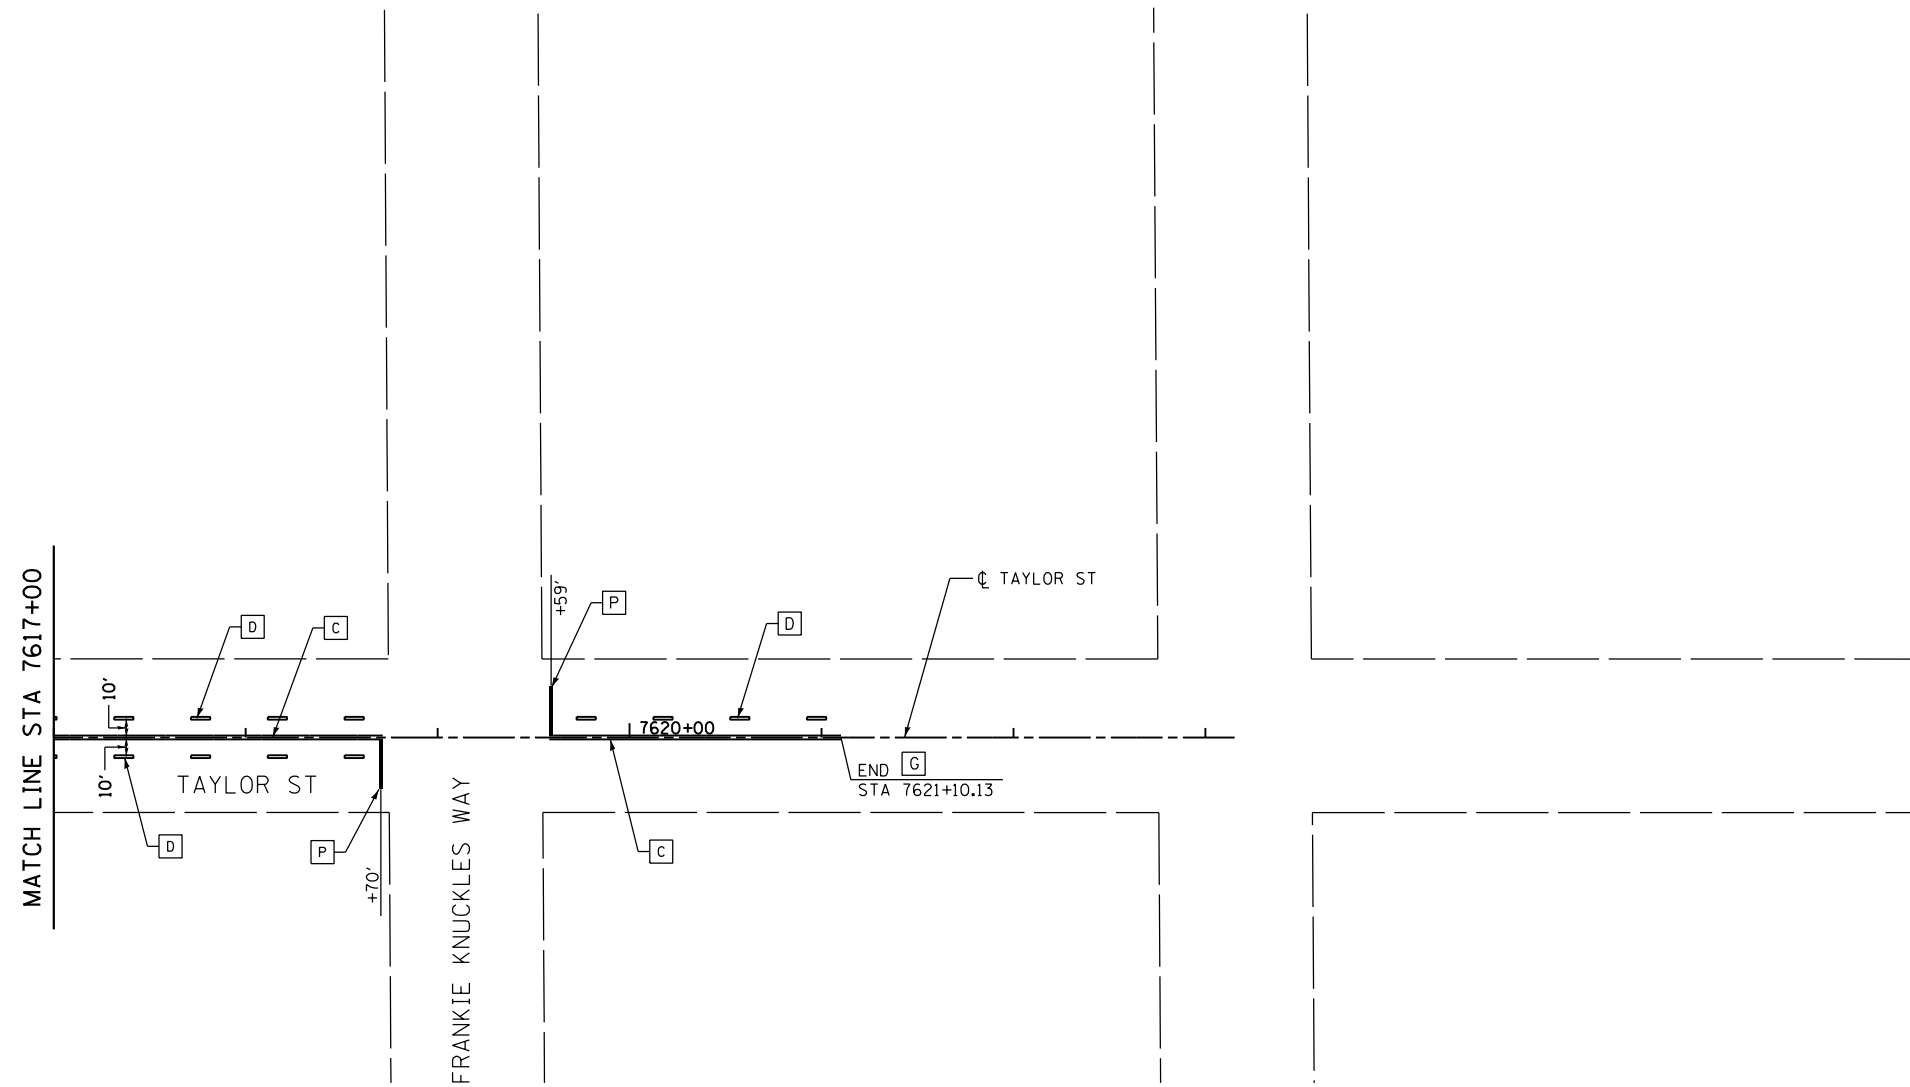 MATCH LINE STA 7617+00
D
C
10'
10'
TAYLOR ST
D
P
+70'
FRANKIE KNUCKLES WAY
+59'
P
D
7620+00
C
℄ TAYLOR ST
END G
STA 7621+10.13